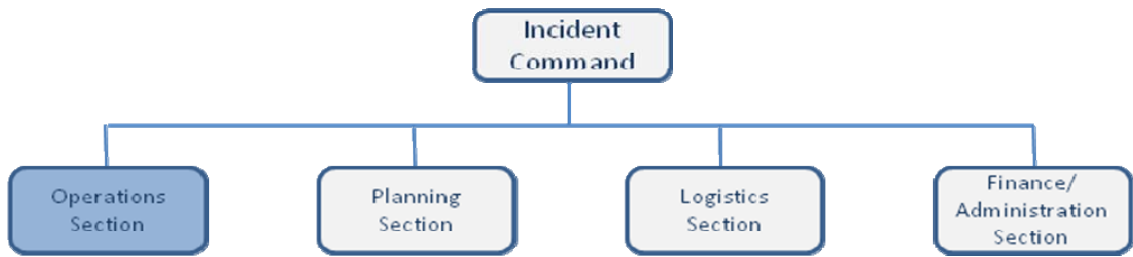 Incident
Command
Operations
Section
Planning
Section
Logistics
Section
Finance/
Administration
Section